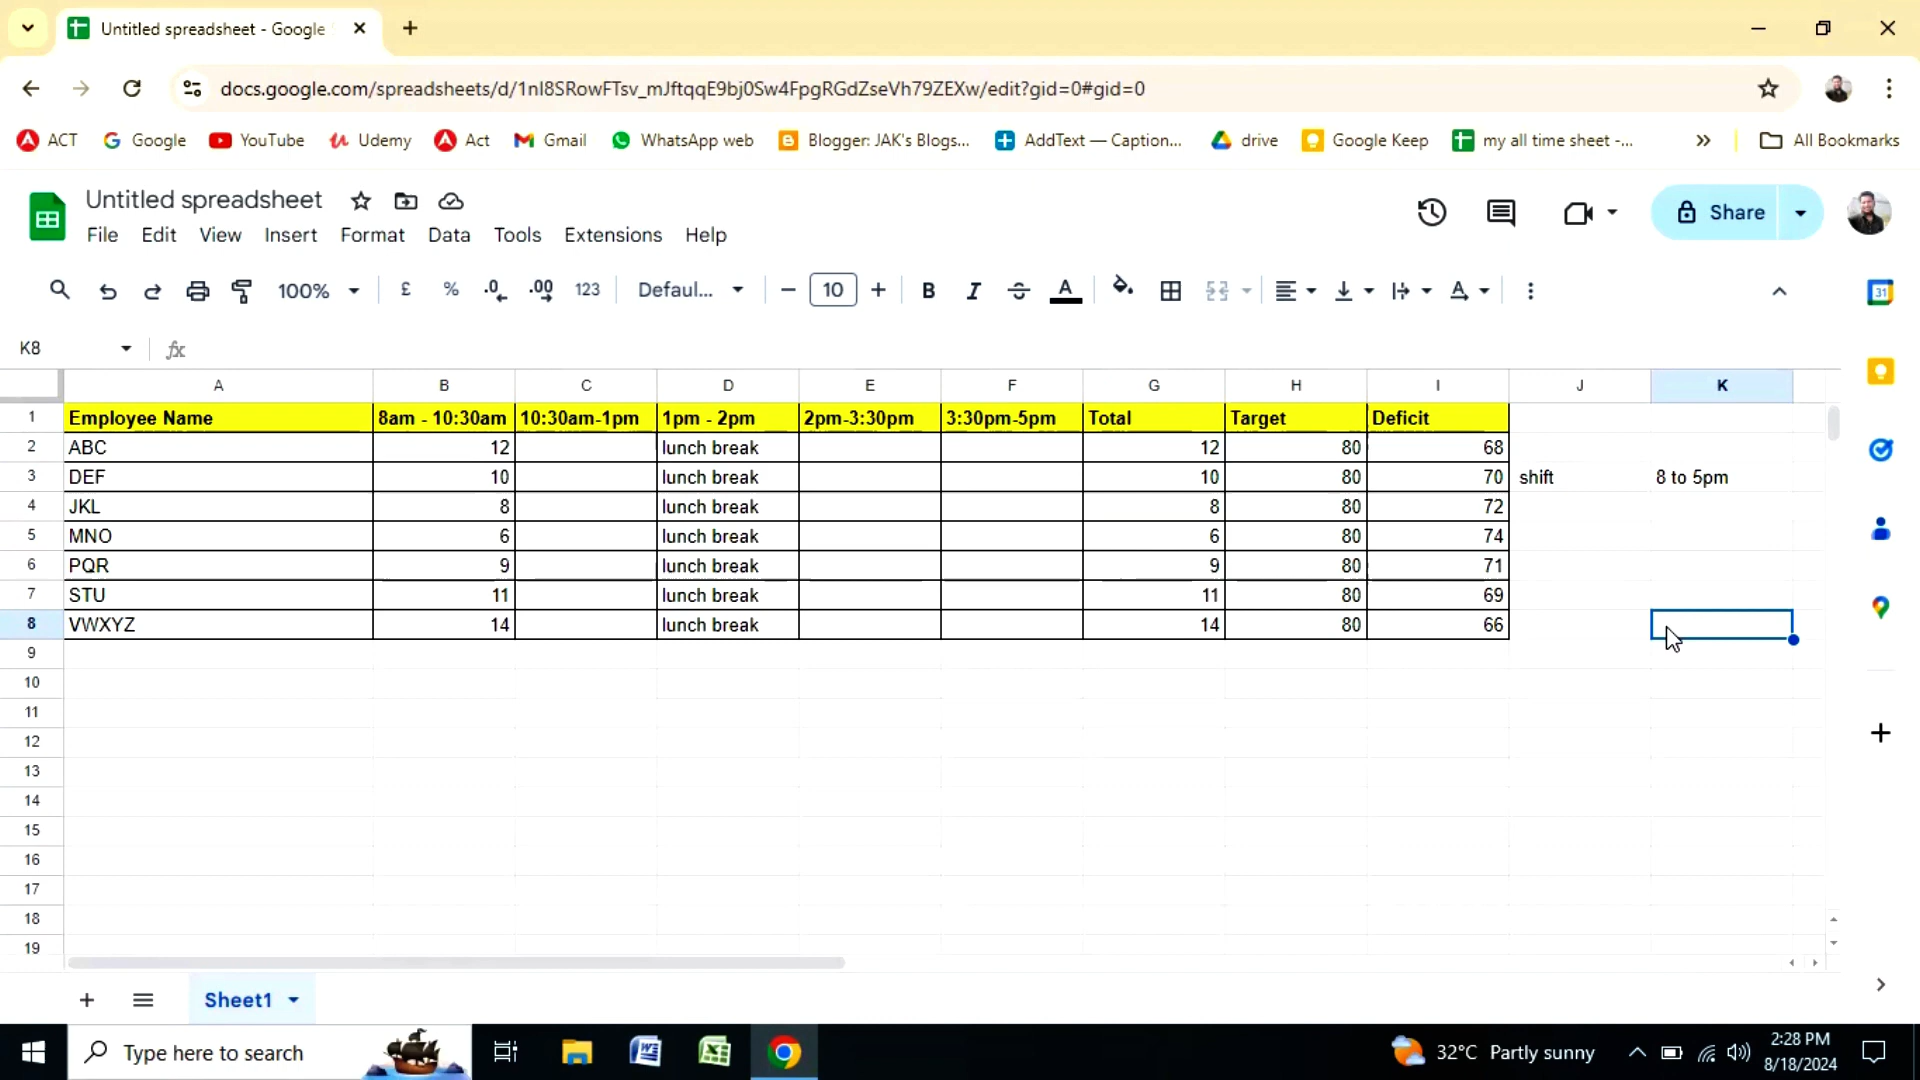 Untitled spreadsheet - Google
docs.google.com/spreadsheets/d/1nI8SRowFTsv_mJftqqE9bj0Sw4FpgRGdZseVh79ZEXw/edit?gid=0#gid=0
ACT Google YouTube Udemy Act Gmail WhatsApp web Blogger: JAK's Blogs... AddText — Caption... drive Google Keep my all time sheet -... » All Bookmarks
Untitled spreadsheet
File Edit View Insert Format Data Tools Extensions Help
Share
100% £ % .0 .00 123 Defaul... 10 B I S A A
K8 fx
A B C D E F G H I J K
1 Employee Name 8am - 10:30am 10:30am-1pm 1pm - 2pm 2pm-3:30pm 3:30pm-5pm Total Target Deficit
2 ABC 12 lunch break 12 80 68
3 DEF 10 lunch break 10 80 70 shift 8 to 5pm
4 JKL 8 lunch break 8 80 72
5 MNO 6 lunch break 6 80 74
6 PQR 9 lunch break 9 80 71
7 STU 11 lunch break 11 80 69
8 VWXYZ 14 lunch break 14 80 66
9
10
11
12
13
14
15
16
17
18
19
Sheet1
Type here to search
32°C Partly sunny
2:28 PM
8/18/2024
31